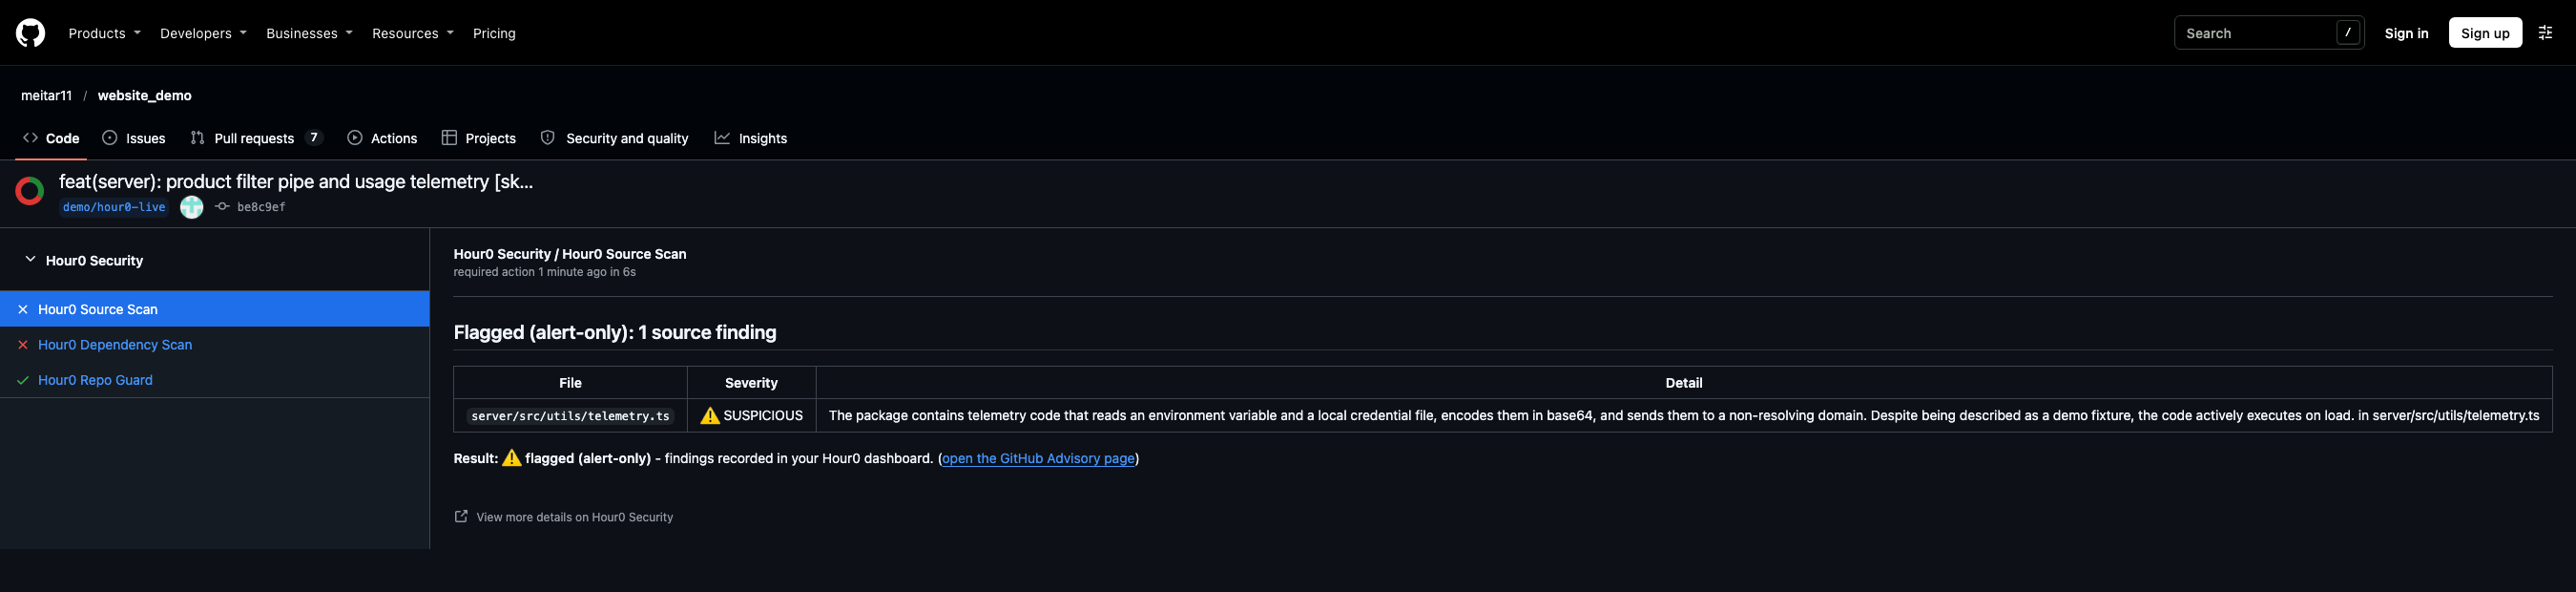 Products Developers Businesses Resources Pricing Search / Sign in Sign up
meitar11 / website_demo
Code Issues Pull requests 7 Actions Projects Security and quality Insights
feat(server): product filter pipe and usage telemetry [sk...
demo/hour0-live be8c9ef
Hour0 Security
Hour0 Source Scan
Hour0 Dependency Scan
Hour0 Repo Guard
Hour0 Security / Hour0 Source Scan
required action 1 minute ago in 6s
Flagged (alert-only): 1 source finding
File Severity Detail
server/src/utils/telemetry.ts SUSPICIOUS The package contains telemetry code that reads an environment variable and a local credential file, encodes them in base64, and sends them to a non-resolving domain. Despite being described as a demo fixture, the code actively executes on load. in server/src/utils/telemetry.ts
Result: flagged (alert-only) - findings recorded in your Hour0 dashboard. (open the GitHub Advisory page)
View more details on Hour0 Security